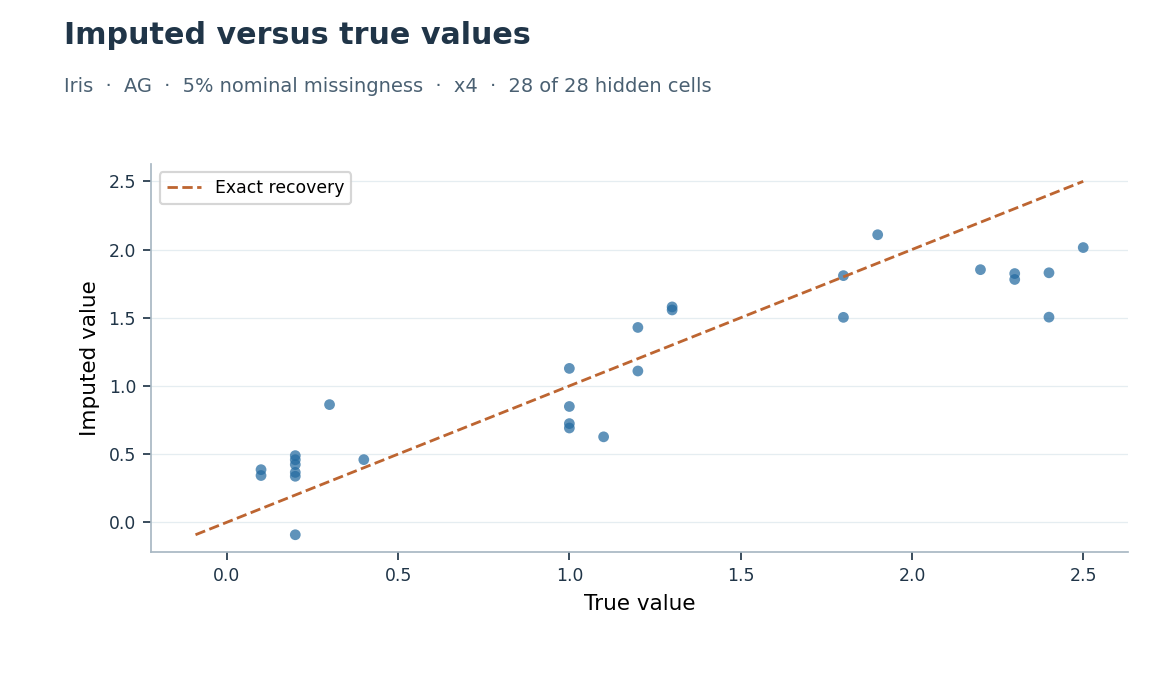 Imputed versus true values
Iris · AG · 5% nominal missingness · x4 · 28 of 28 hidden cells
Exact recovery
2.5
2.0
1.5
1.0
0.5
0.0
Imputed value
0.0 0.5 1.0 1.5 2.0 2.5
True value